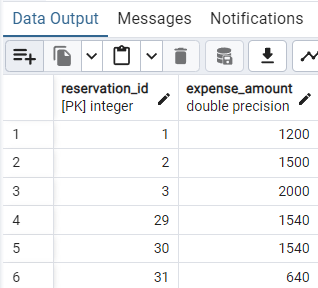 Data Output Messages Notifications
reservation_id expense_amount
[PK] integer double precision
1 1 1200
2 2 1500
3 3 2000
4 29 1540
5 30 1540
6 31 640